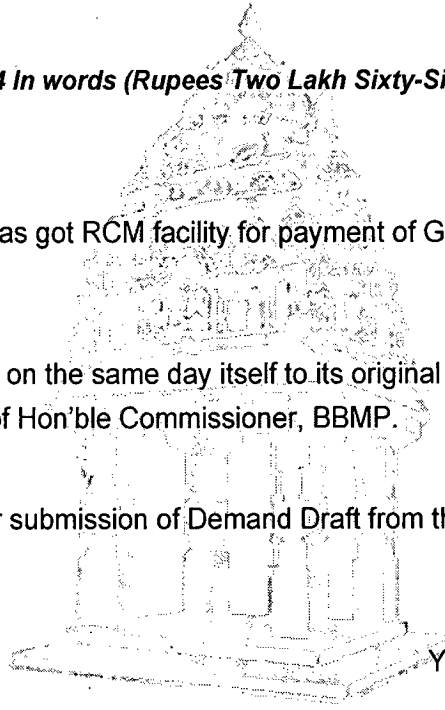 4 In words (Rupees Two Lakh Sixty-Si
as got RCM facility for payment of G
on the same day itself to its original
of Hon'ble Commissioner, BBMP.
r submission of Demand Draft from th
Y